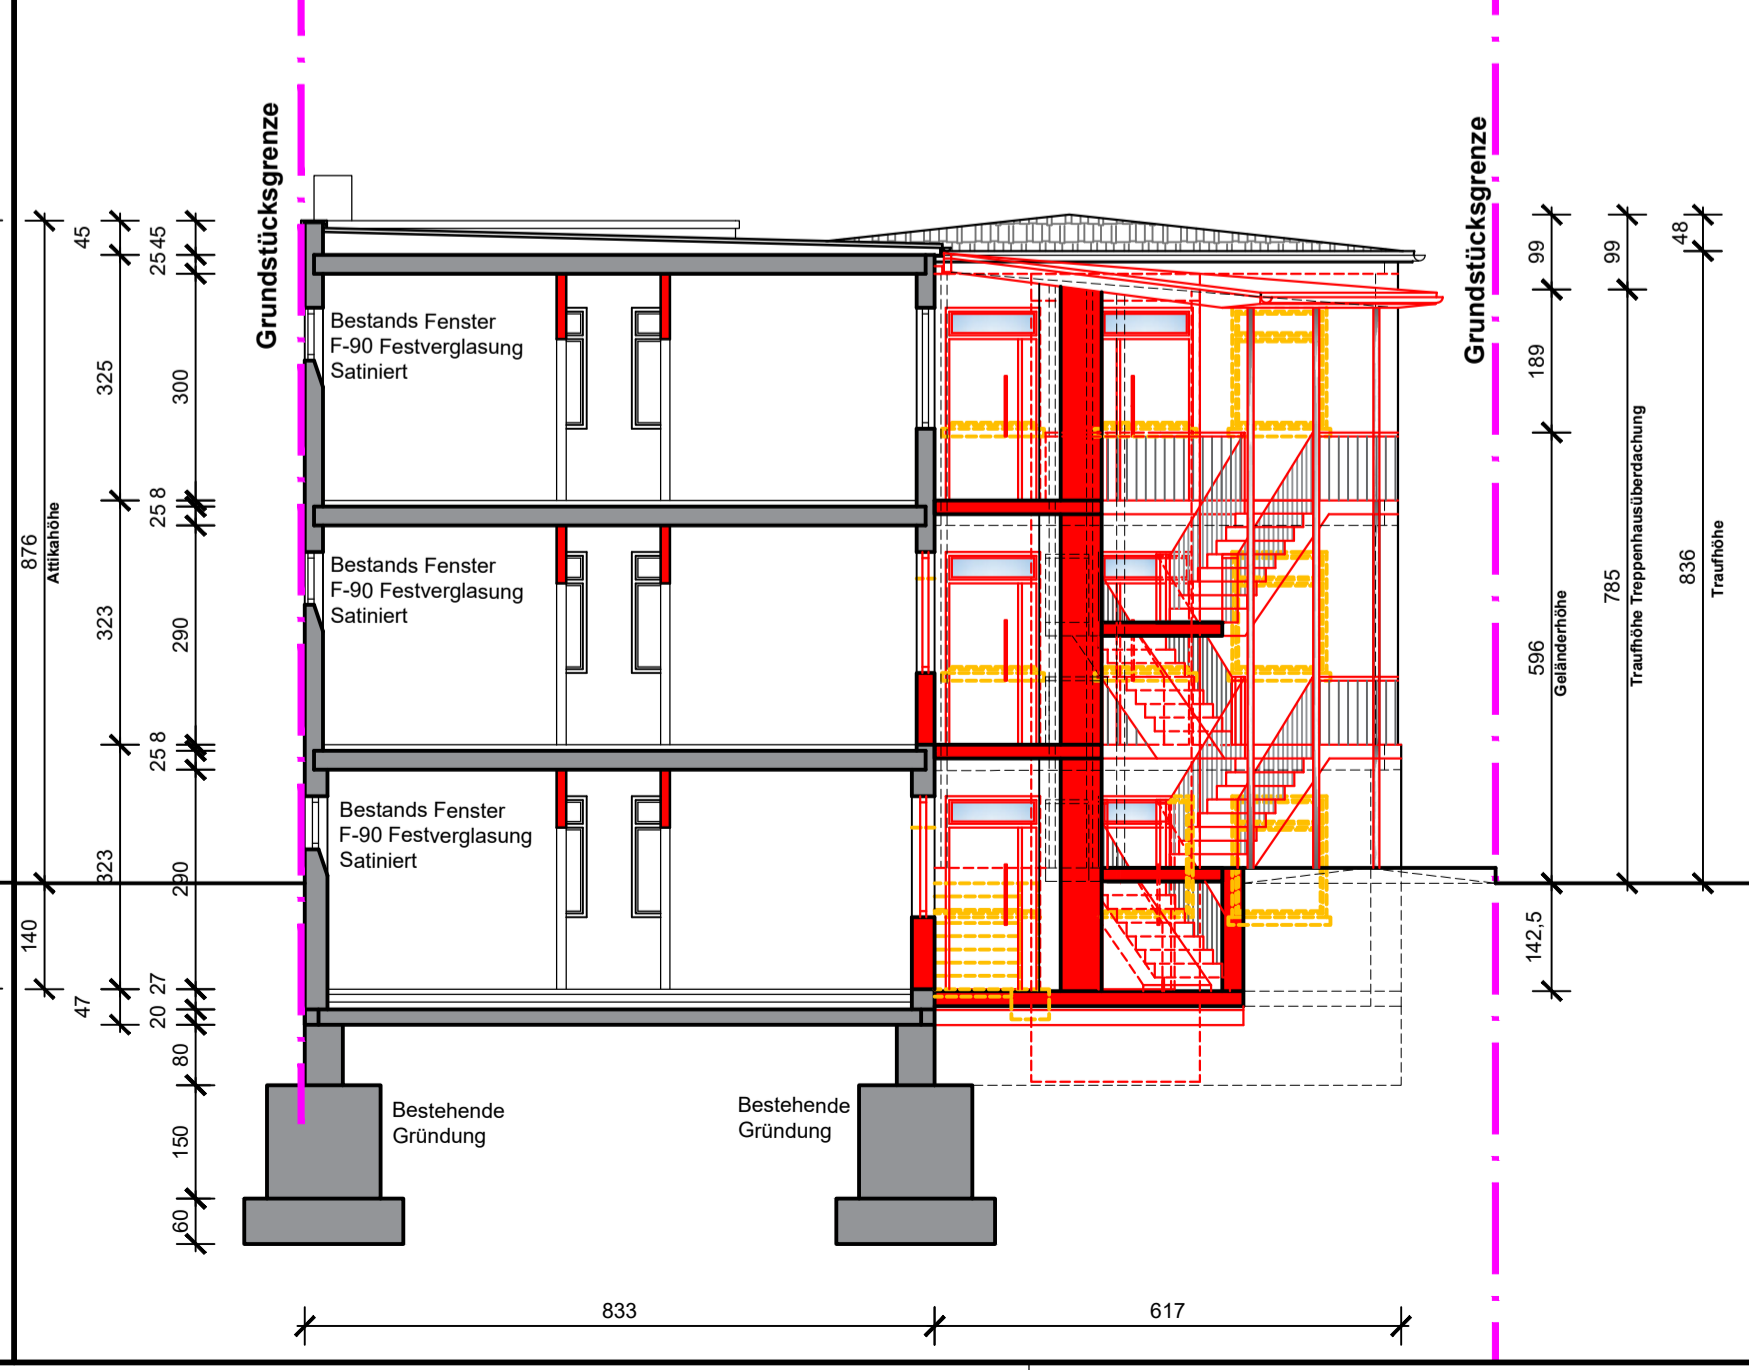 Grundstücksgrenze
Grundstücksgrenze
45
25
45
99
99
48
Bestands Fenster
F-90 Festverglasung
Satiniert
325
300
189
876
Attikahöhe
25
8
Bestands Fenster
F-90 Festverglasung
Satiniert
323
290
596
Geländerhöhe
785
Traufhöhe Treppenhausüberdachung
836
Traufhöhe
25
8
Bestands Fenster
F-90 Festverglasung
Satiniert
323
290
140
142,5
47
27
20
80
Bestehende
Gründung
Bestehende
Gründung
150
60
833
617